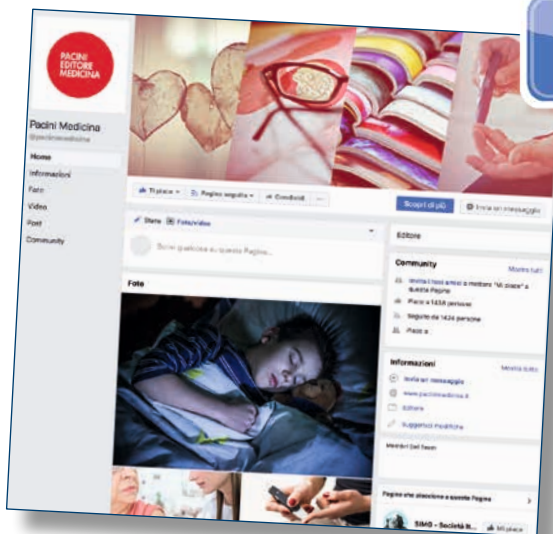 PACINI
EDITORE
MEDICINA
Pacini Medicina
@pacinimedicina
Home
Informazioni
Foto
Video
Post
Community
Ti piace
Pagina seguita
Condividi
...
Scopri di più
Invia un messaggio
Stato
Foto/video
Scrivi qualcosa su questa Pagina...
Foto
Editore
Community
Mostra tutti
Invita i tuoi amici a mettere "Mi piace" a
questa Pagina
Piace a 1438 persone
Seguito da 1424 persone
Piace a
Informazioni
Mostra tutto
Invia un messaggio
www.pacinimedicina.it
Editore
Suggerisci modifiche
Membri del Team
Pagine che piacciono a questa Pagina
SIMG - Società
Mi piace